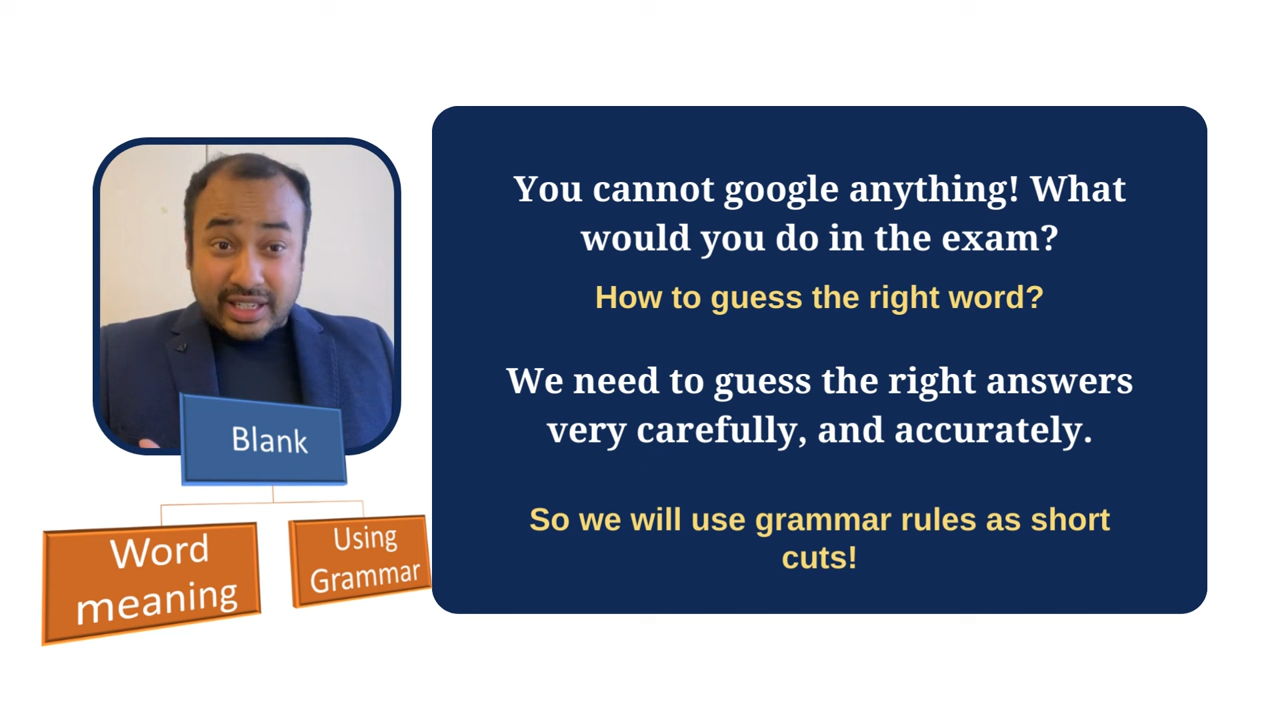 You cannot google anything! What
would you do in the exam?
How to guess the right word?
We need to guess the right answers
very carefully, and accurately.
So we will use grammar rules as short
cuts!
Blank
Word
meaning
Using
Grammar